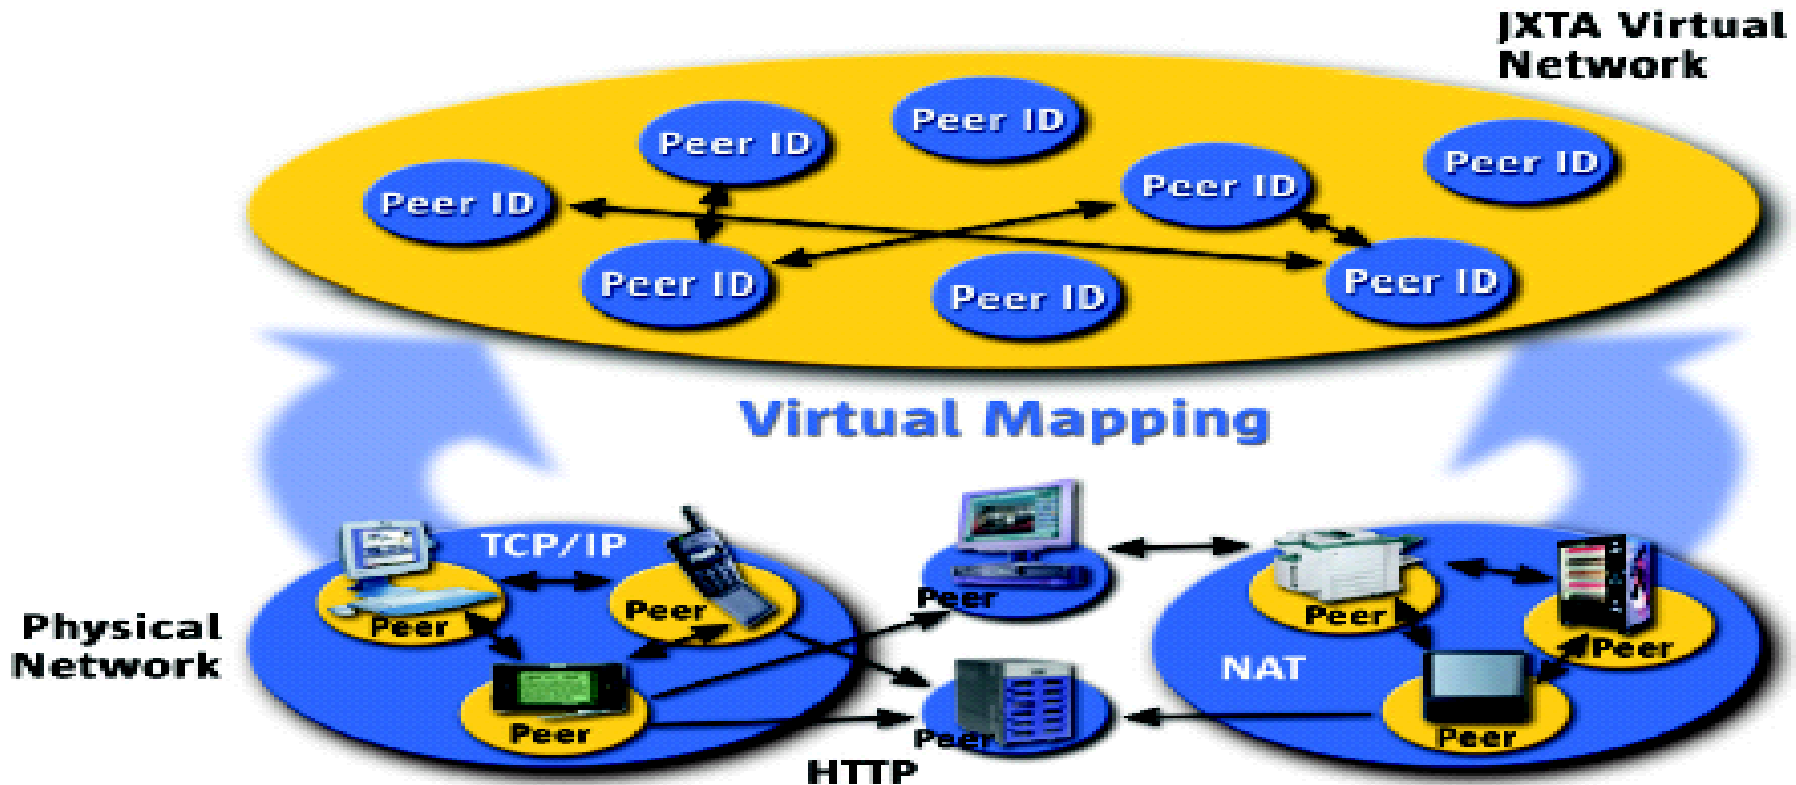 JXTA Virtual
Network
Peer ID
Peer ID
Peer ID
Peer ID
Peer ID
Peer ID
Peer ID
Peer ID
Virtual Mapping
TCP/IP
Peer
Peer
Peer
Physical
Network
Peer
Peer
HTTP
NAT
Peer
Peer
Peer